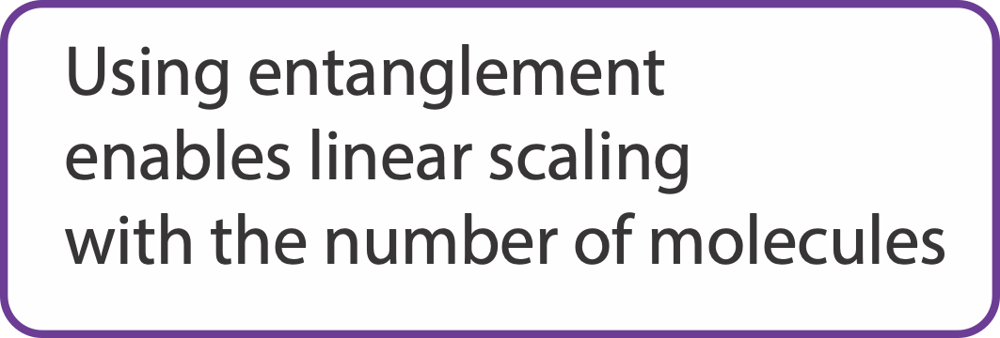 Using entanglement
enables linear scaling
with the number of molecules